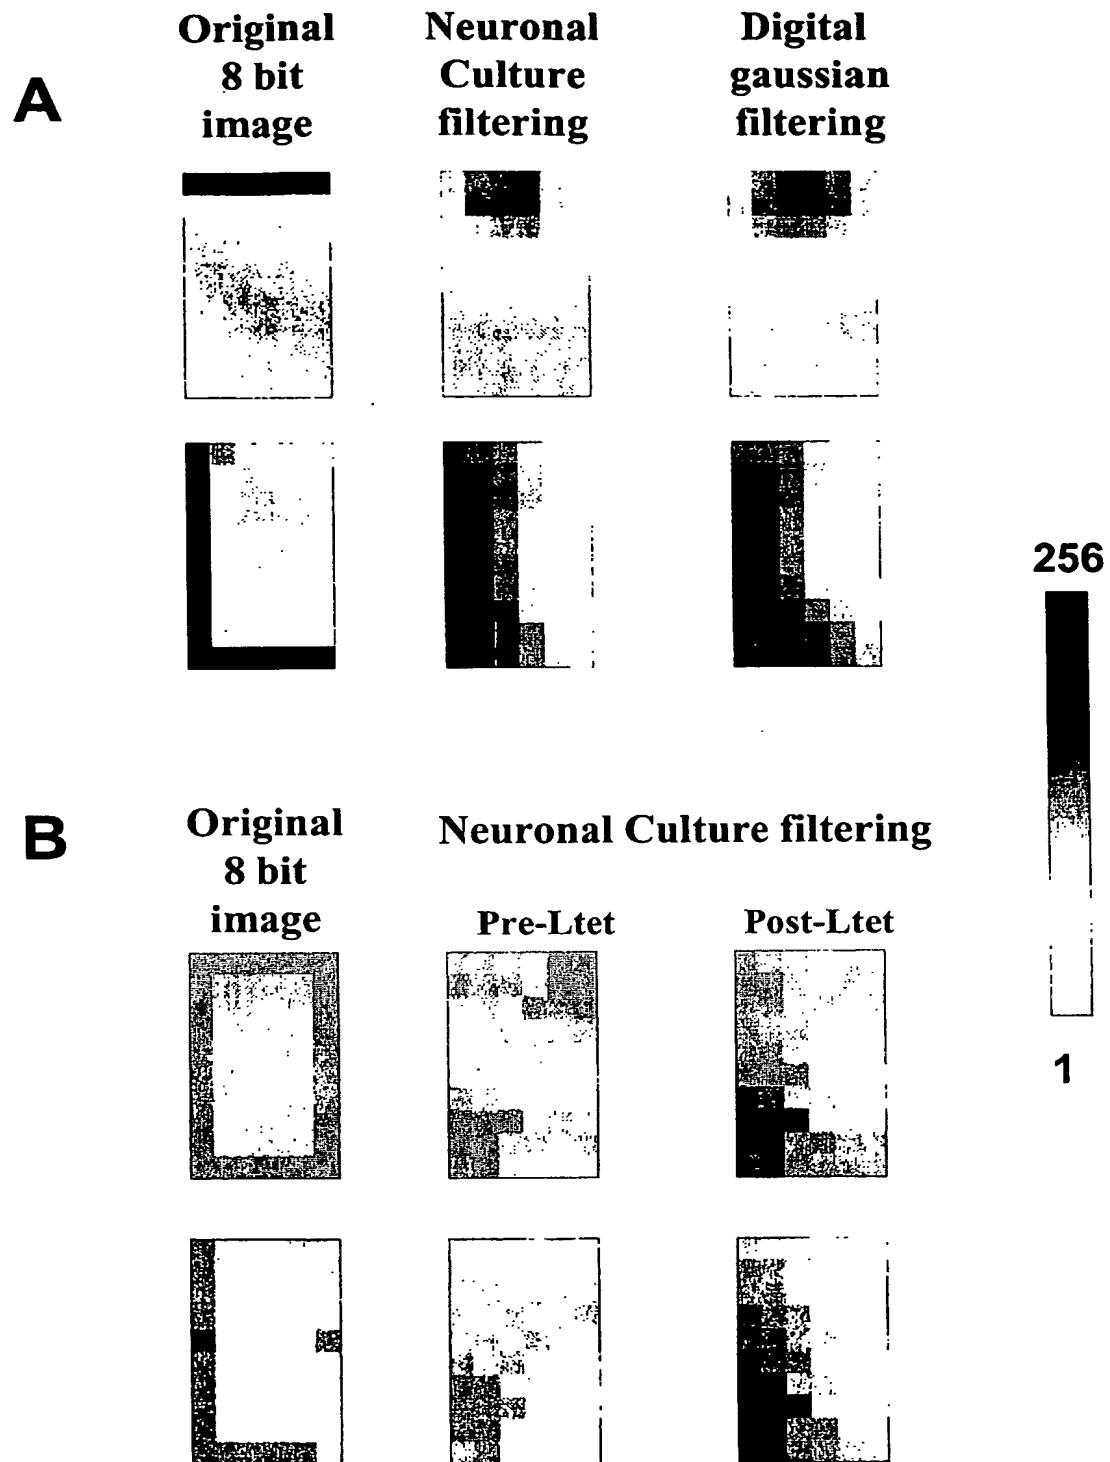 A
Original
8 bit
image
Neuronal
Culture
filtering
Digital
gaussian
filtering
256
1
B
Original
8 bit
image
Neuronal Culture filtering
Pre-Ltet
Post-Ltet